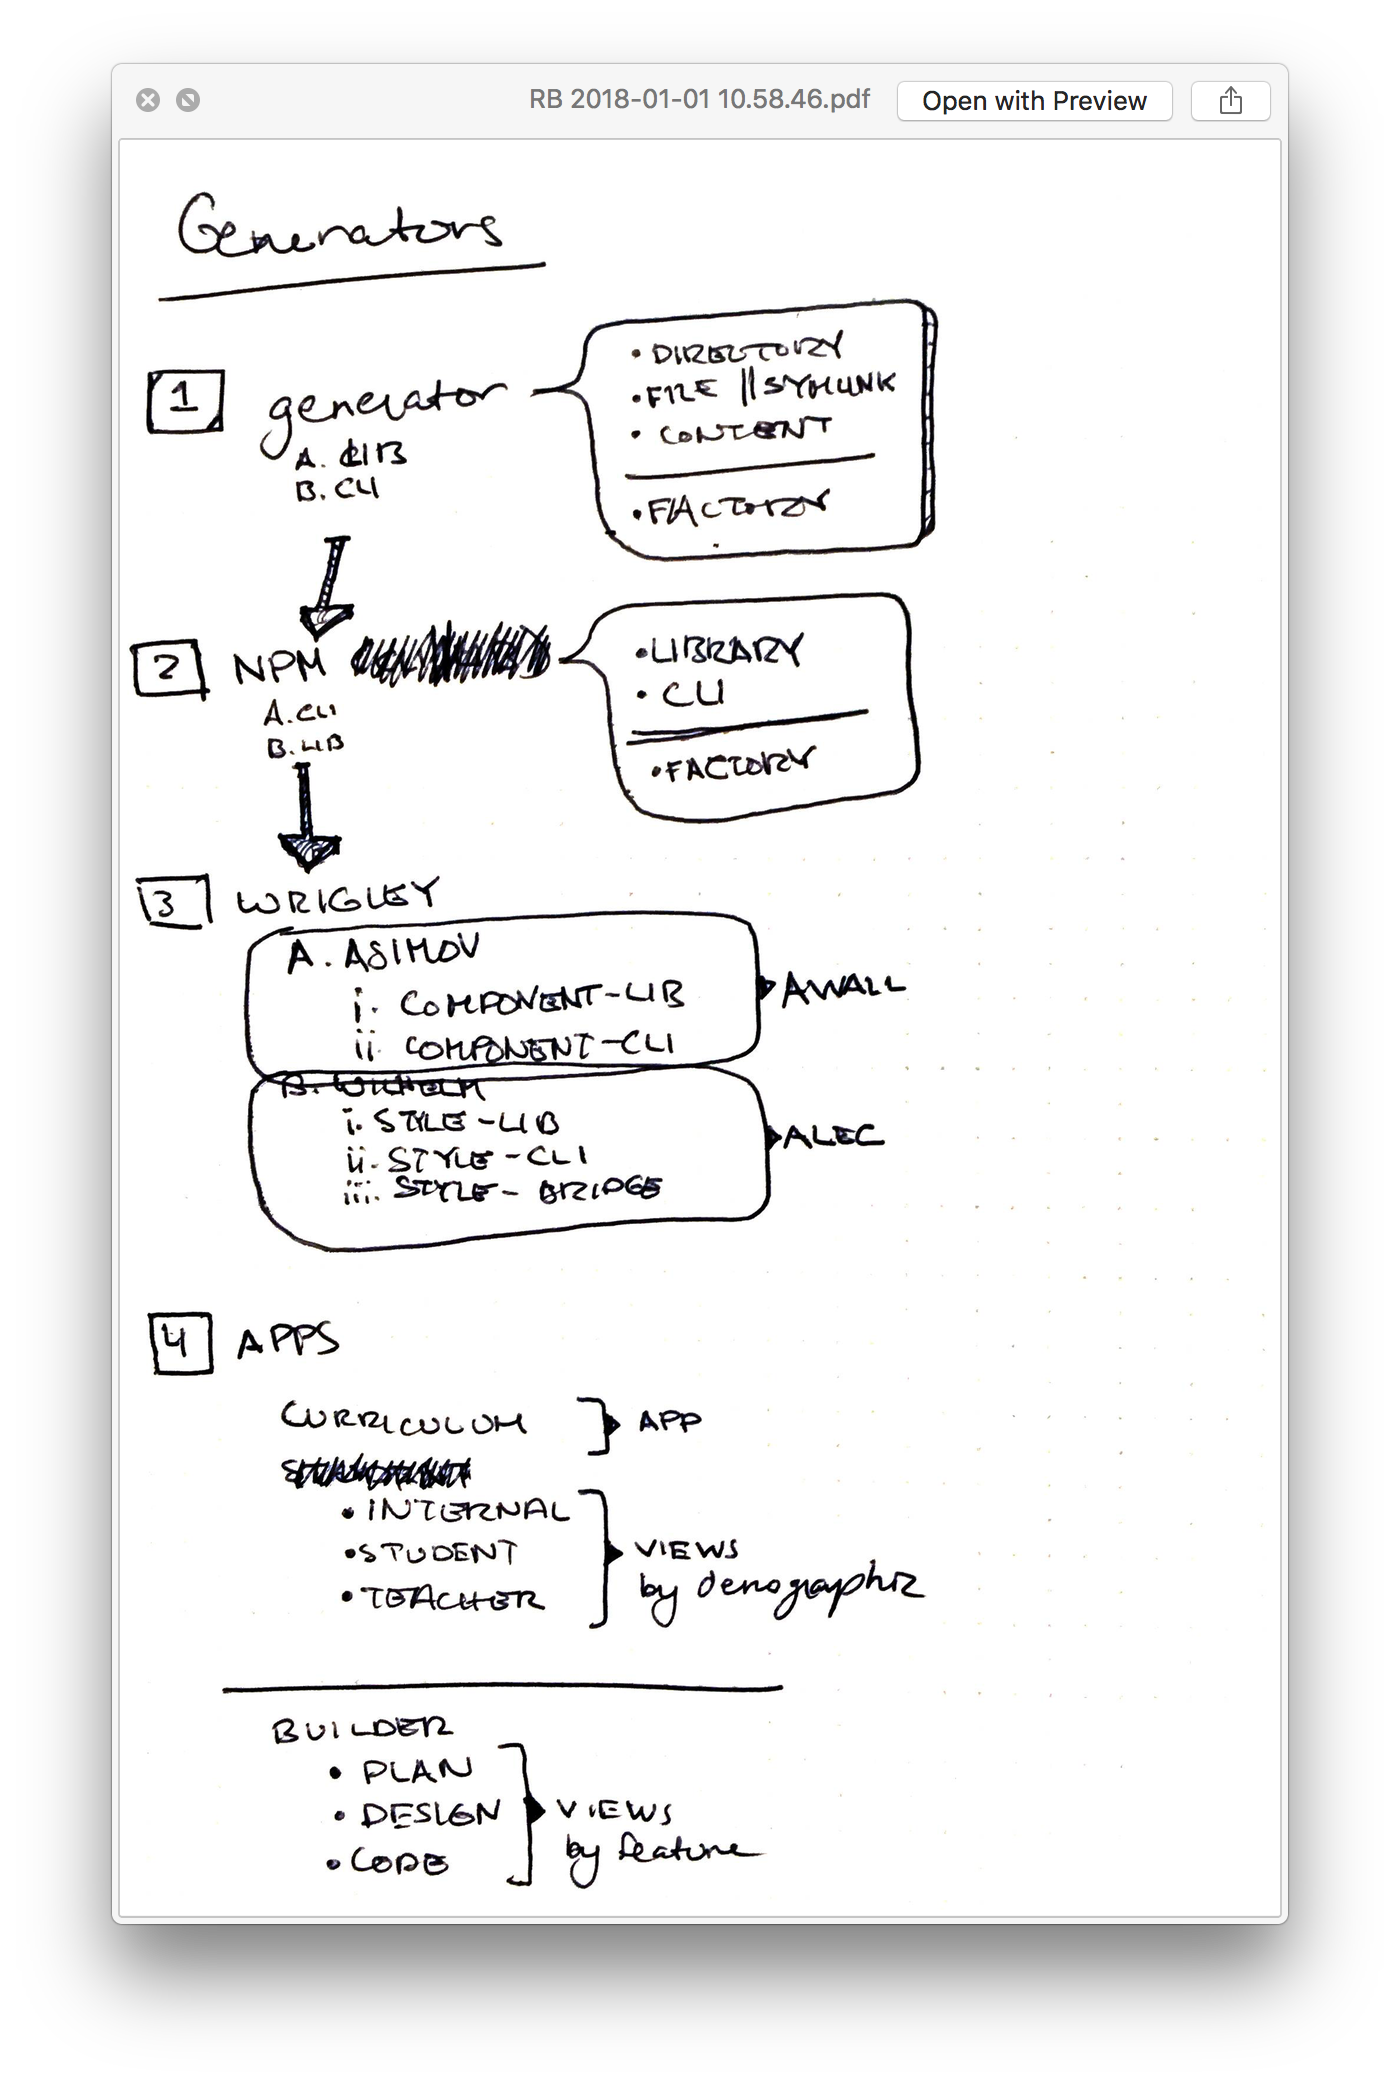 RB 2018-01-01 10.58.46.pdf
Open with Preview
Generators
1 generator
A. LIB
B. CLI
• DIRECTORY
• FILE || SYMLINK
• CONTENT
• FACTORY
2 NPM
A. CLI
B. LIB
• LIBRARY
• CLI
• FACTORY
3 WRIGLEY
A. ASIMOV
i. COMPONENT-LIB
ii. COMPONENT-CLI
AWALL
B. WILHELM
i. STYLE-LIB
ii. STYLE-CLI
iii. STYLE-BRIDGE
ALEC
4 APPS
CURRICULUM
APP
• INTERNAL
• STUDENT
• TEACHER
VIEWS
by demographic
BUILDER
• PLAN
• DESIGN
• CODE
VIEWS
by feature